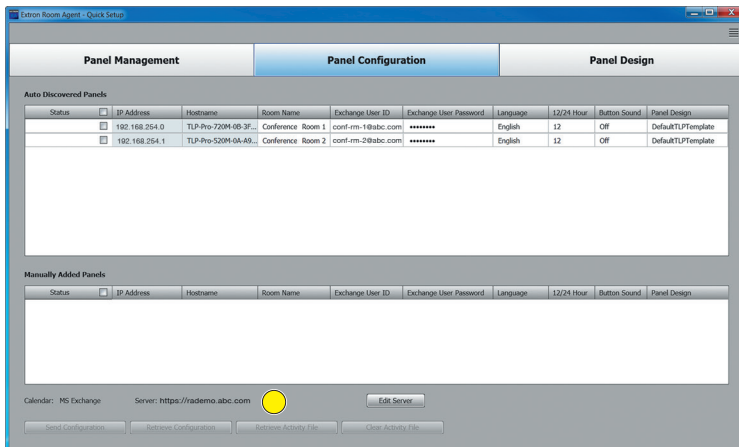 Extron Room Agent - Quick Setup
Panel Management Panel Configuration Panel Design
Auto Discovered Panels
Status IP Address Hostname Room Name Exchange User ID Exchange User Password Language 12/24 Hour Button Sound Panel Design
192.168.254.0 TLP-Pro-720M-0B-3F... Conference Room 1 conf-rm-1@abc.com •••••••• English 12 Off DefaultTLPTemplate
192.168.254.1 TLP-Pro-520M-0A-A9... Conference Room 2 conf-rm-2@abc.com •••••••• English 12 Off DefaultTLPTemplate
Manually Added Panels
Status IP Address Hostname Room Name Exchange User ID Exchange User Password Language 12/24 Hour Button Sound Panel Design
Calendar: MS Exchange Server: https://rademo.abc.com Edit Server
Send Configuration Retrieve Configuration Retrieve Activity File Clear Activity File